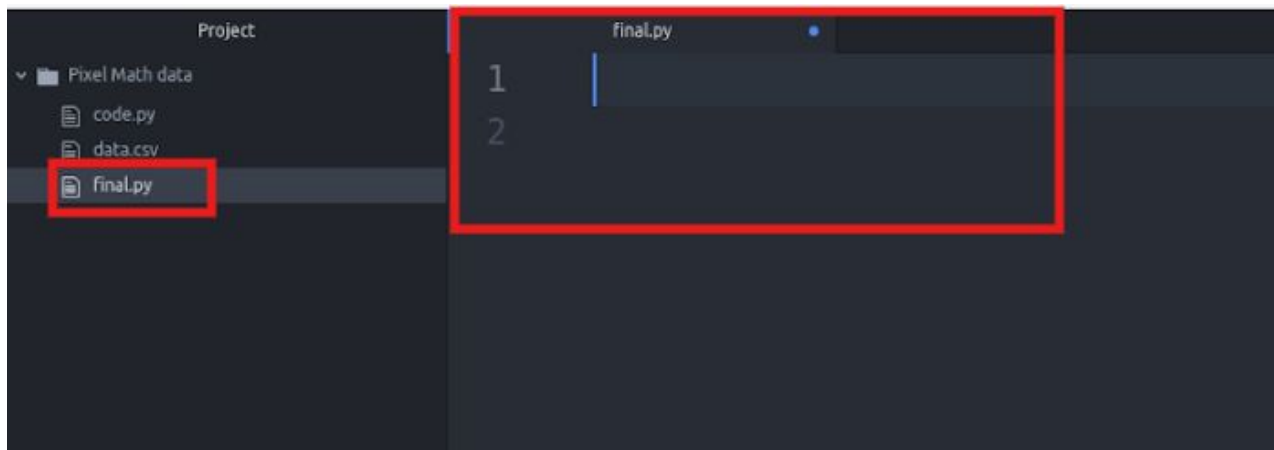 Project
final.py
Pixel Math data
code.py
data.csv
final.py
1
2